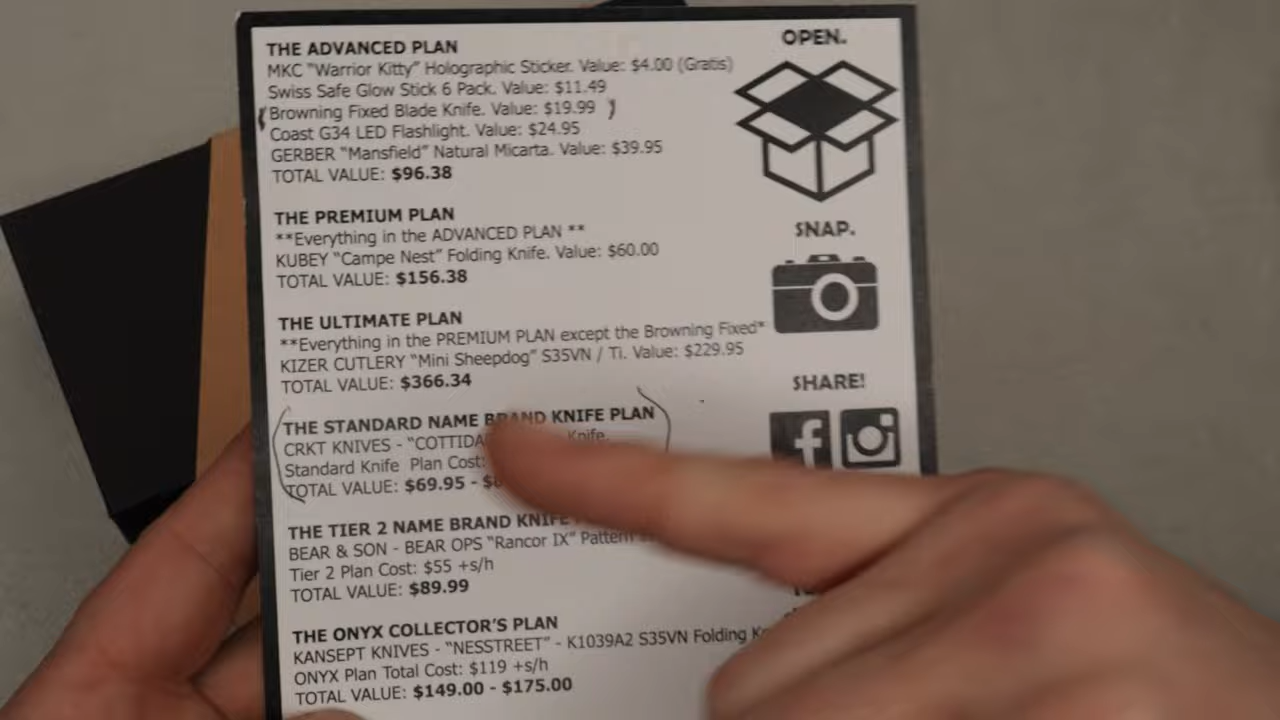 THE ADVANCED PLAN
MKC "Warrior Kitty" Holographic Sticker. Value: $4.00 (Gratis)
Swiss Safe Glow Stick 6 Pack. Value: $11.49
Browning Fixed Blade Knife. Value: $19.99
Coast G34 LED Flashlight. Value: $24.95
GERBER "Mansfield" Natural Micarta. Value: $39.95
TOTAL VALUE: $96.38
THE PREMIUM PLAN
**Everything in the ADVANCED PLAN **
KUBEY "Campe Nest" Folding Knife. Value: $60.00
TOTAL VALUE: $156.38
THE ULTIMATE PLAN
**Everything in the PREMIUM PLAN except the Browning Fixed*
KIZER CUTLERY "Mini Sheepdog" S35VN / Ti. Value: $229.95
TOTAL VALUE: $366.34
THE STANDARD NAME BRAND KNIFE PLAN
CRKT KNIVES - Knife.
Standard Knife Plan Cost:
TOTAL VALUE: $69.95 -
THE TIER 2 NAME BRAND KNIFE
BEAR & SON - BEAR OPS "Rancor IX" Pattern
Tier 2 Plan Cost: $55 +s/h
TOTAL VALUE: $89.99
THE ONYX COLLECTOR'S PLAN
KANSEPT KNIVES - "NESSTREET" - K1039A2 S35VN Folding
ONYX Plan Total Cost: $119 +s/h
TOTAL VALUE: $149.00 - $175.00
OPEN.
SNAP.
SHARE!